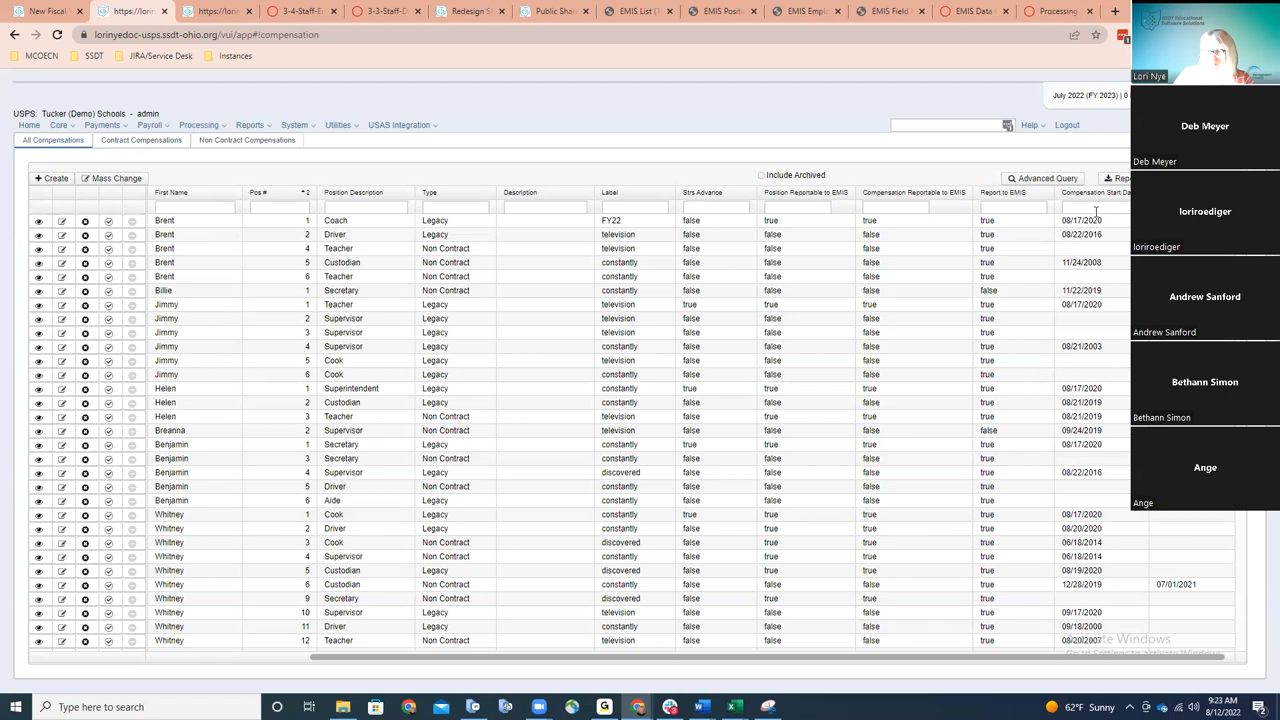 New Fiscal
https://lorin
https://loriny
3-4-Staff-E
3-3-Staff-D
Redesign
Public Sha
EMIS List (
EMIS Positi
EMIS Empl
EMIS Field
EMIS Data
Processing
lorinyedoc-usps.ssdt-ohio.org/vui/app#!compensation
MCOECN SSDT JIRA/Service Desk Instances
SSDT Educational
Software Solutions
Lori Nye
July 2022 (FY 2023) | 0
USPS: Tucker (Demo) Schools - admin
Home Core Payments Payroll Processing Reports System Utilities USAS Integration Help Logout
All Compensations Contract Compensations Non Contract Compensations
Create Mass Change Include Archived Advanced Query Repo
First Name Pos # 2 Position Description Type Description Label Strs Advance Position Reportable to EMIS Compensation Reportable to EMIS Report to EMIS Compensation Start Da
Brent 1 Coach Legacy FY22 false true true true 08/17/2020
Brent 2 Driver Legacy television false false false true 08/22/2016
Brent 4 Teacher Non Contract television false true false true
Brent 5 Custodian Non Contract constantly false false false true 11/24/2008
Brent 6 Teacher Non Contract constantly false false false true
Billie 1 Secretary Non Contract constantly false true true false 11/22/2019
Jimmy 1 Teacher Legacy television true true true true 08/17/2020
Jimmy 2 Supervisor Legacy television false false false true
Jimmy 3 Supervisor Legacy television false false false true
Jimmy 4 Supervisor Legacy constantly false true false true 08/21/2003
Jimmy 5 Cook Legacy television false false false true
Jimmy 6 Cook Legacy constantly false false false true
Helen 1 Superintendent Legacy constantly true true true true 08/17/2020
Helen 2 Custodian Legacy constantly false false false true 08/21/2019
Helen 3 Teacher Non Contract constantly false true false true 08/21/2019
Breanna 2 Supervisor Non Contract constantly false true true false 09/24/2019
Benjamin 1 Secretary Legacy constantly true true true true 08/17/2020
Benjamin 3 Secretary Non Contract constantly false false false true
Benjamin 4 Supervisor Legacy discovered false false false true 08/22/2016
Benjamin 5 Driver Non Contract constantly false false false true
Benjamin 6 Aide Legacy constantly false false false true
Whitney 1 Cook Legacy constantly true true true true 08/17/2020
Whitney 2 Driver Legacy constantly false false false true 08/20/2020
Whitney 3 Cook Non Contract discovered false true false true 06/18/2014
Whitney 4 Supervisor Legacy constantly false true false true 06/18/2014
Whitney 5 Custodian Legacy discovered false false false true 08/19/2020
Whitney 6 Custodian Non Contract constantly false true false true 12/28/2019 07/01/2021
Whitney 9 Secretary Non Contract discovered false false false true
Whitney 10 Supervisor Legacy television false false false true 09/17/2020
Whitney 11 Driver Legacy constantly false false false true 09/18/2000
Whitney 12 Teacher Non Contract television false true false true 08/20/2007
Activate Windows
Go to Settings to activate Windows.
Deb Meyer
Deb Meyer
loriroediger
loriroediger
Andrew Sanford
Andrew Sanford
Bethann Simon
Bethann Simon
Ange
Ange
Type here to search
62°F Sunny
9:23 AM
8/12/2022